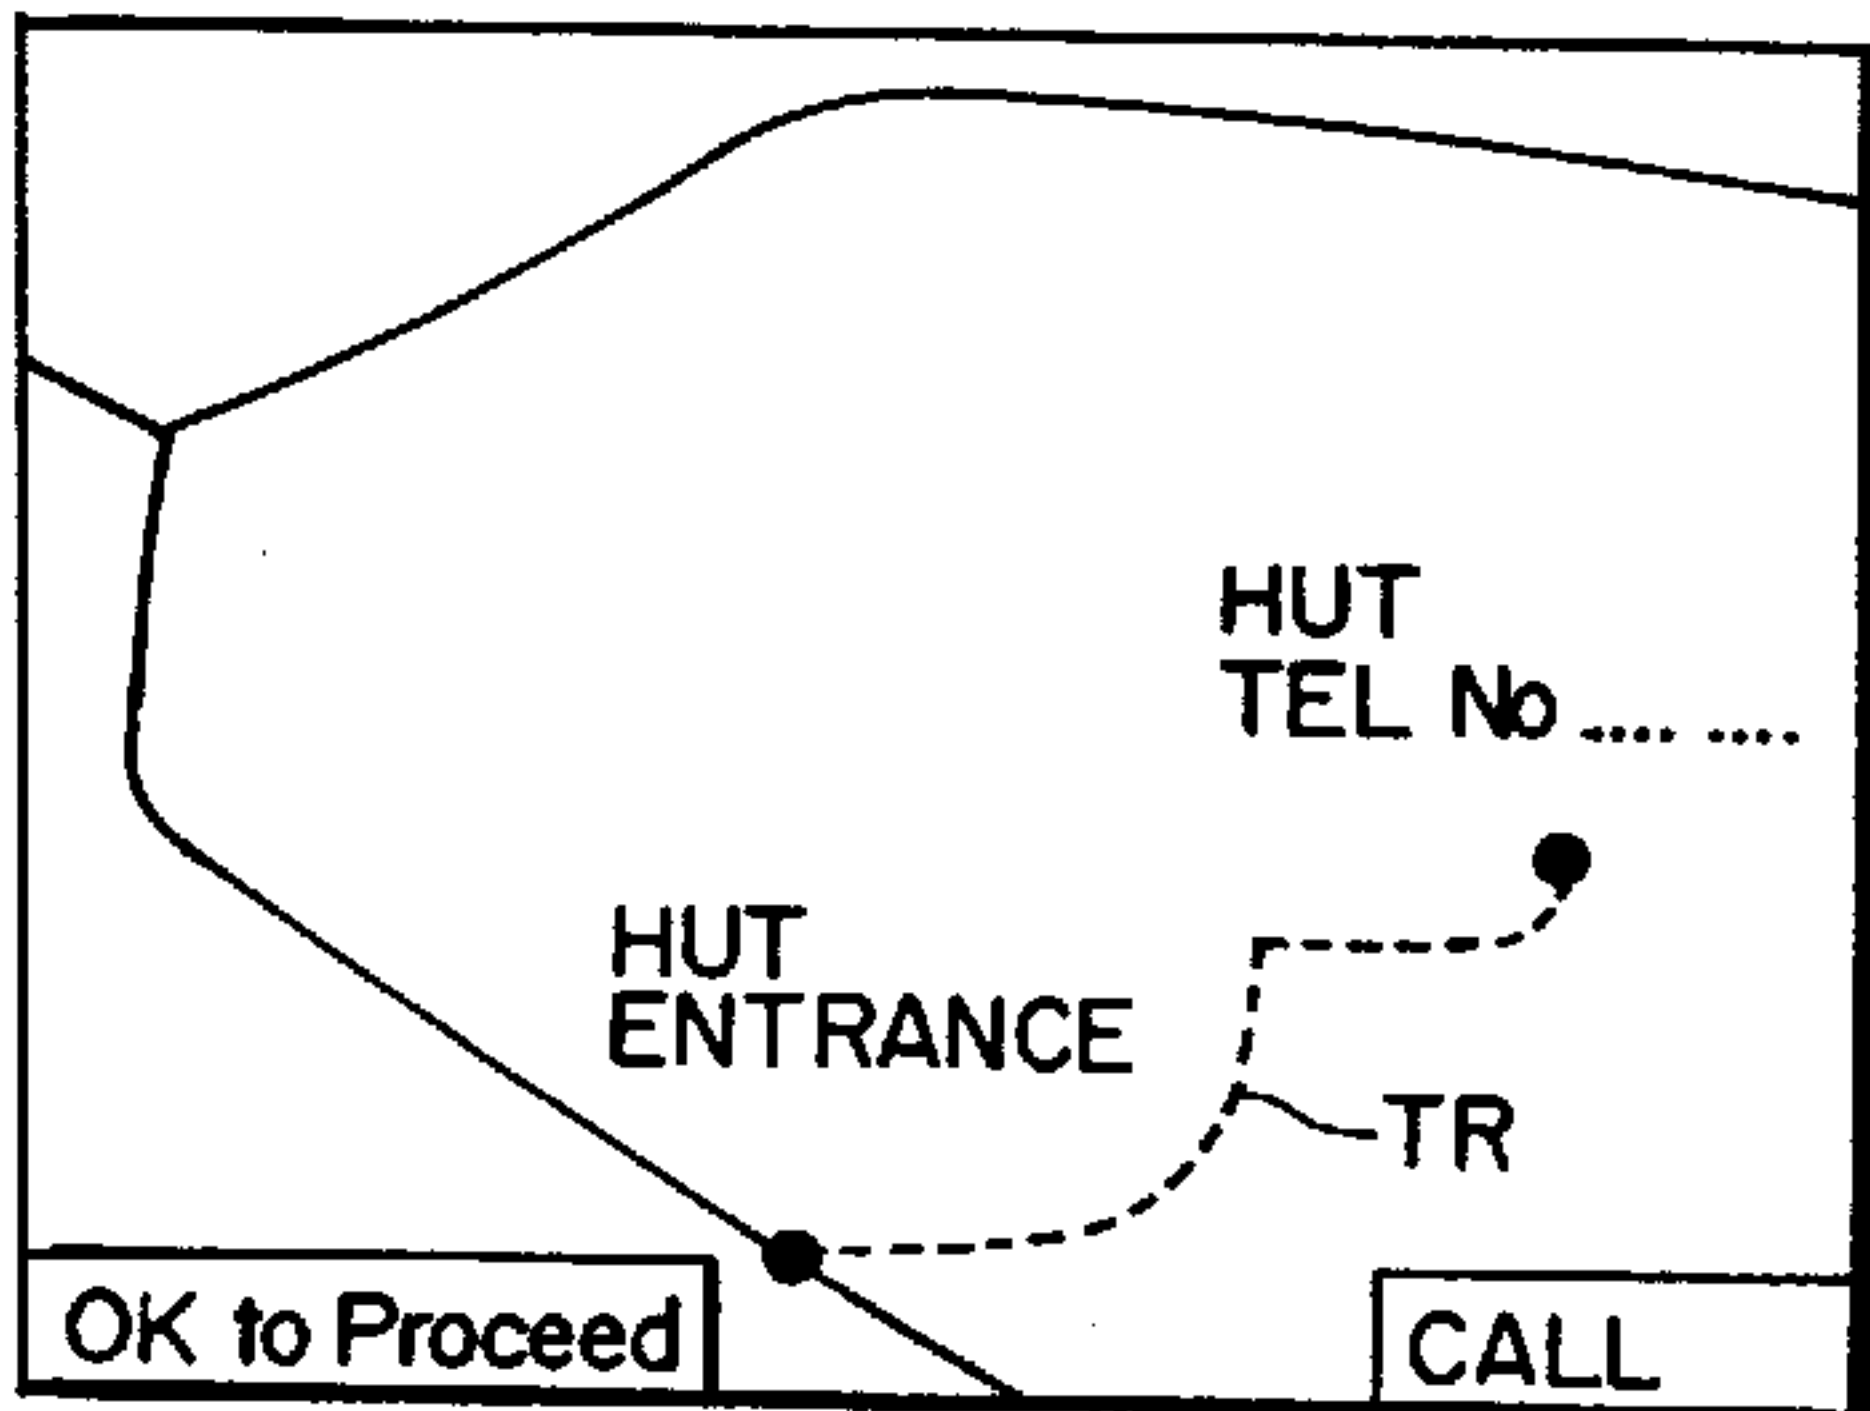 HUT
TEL No ..... ....
HUT
ENTRANCE
TR
OK to Proceed
CALL